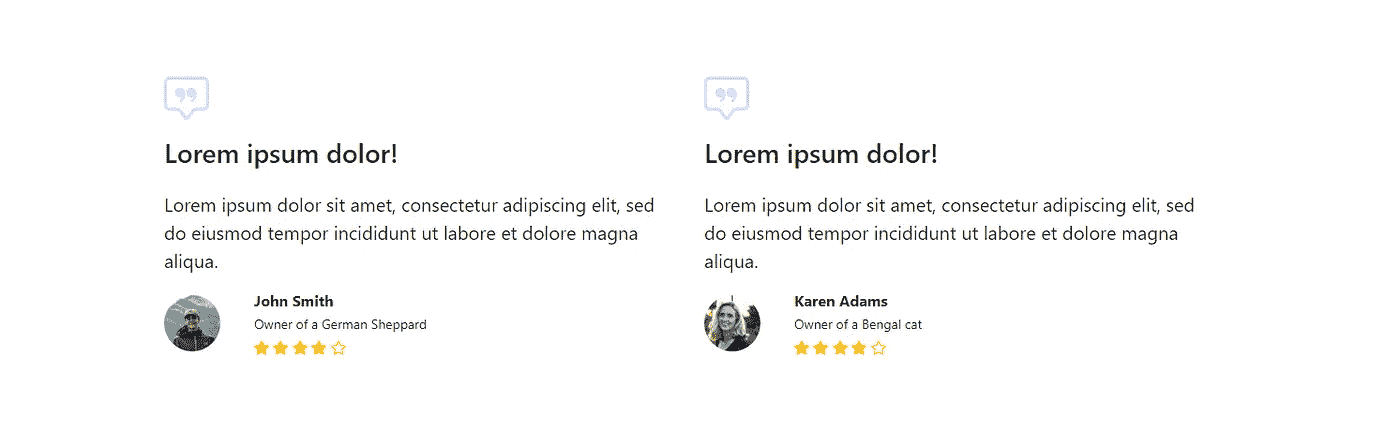 Lorem ipsum dolor!
Lorem ipsum dolor sit amet, consectetur adipiscing elit, sed
do eiusmod tempor incididunt ut labore et dolore magna
aliqua.
John Smith
Owner of a German Sheppard
Lorem ipsum dolor!
Lorem ipsum dolor sit amet, consectetur adipiscing elit, sed
do eiusmod tempor incididunt ut labore et dolore magna
aliqua.
Karen Adams
Owner of a Bengal cat